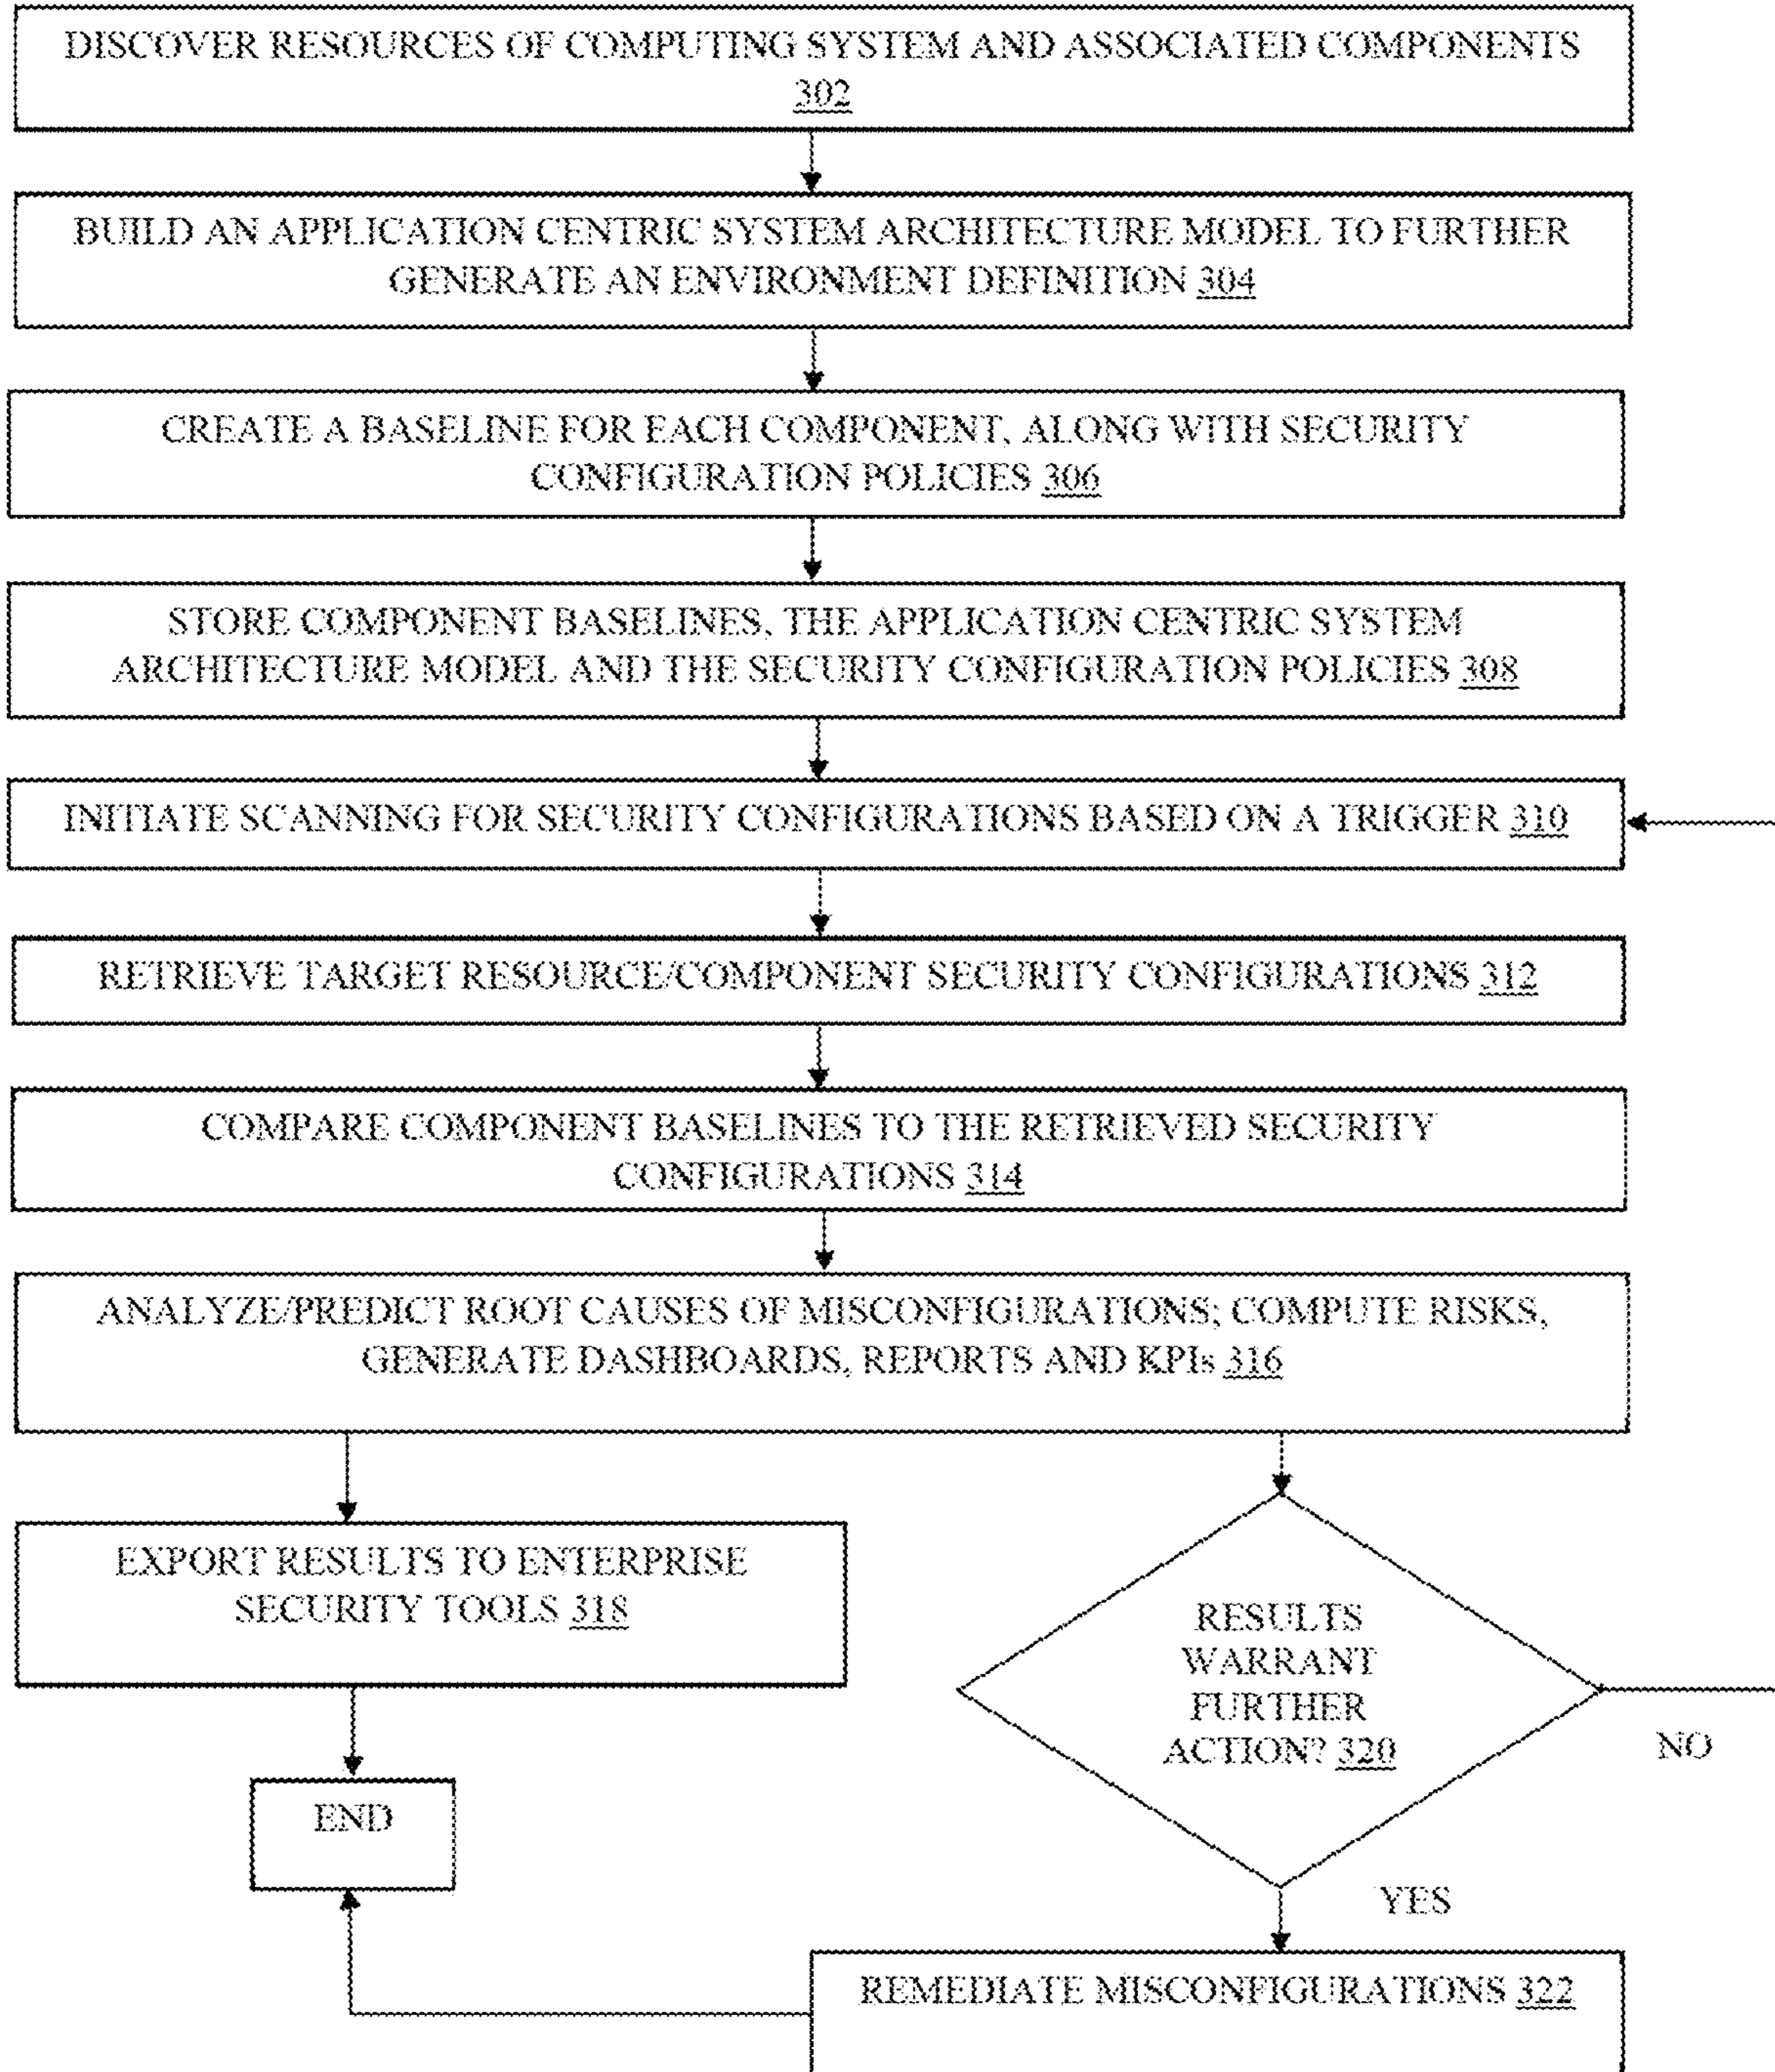 DISCOVER RESOURCES OF COMPUTING SYSTEM AND ASSOCIATED COMPONENTS
302
BUILD AN APPLICATION CENTRIC SYSTEM ARCHITECTURE MODEL TO FURTHER
GENERATE AN ENVIRONMENT DEFINITION 304
CREATE A BASELINE FOR EACH COMPONENT, ALONG WITH SECURITY
CONFIGURATION POLICIES 306
STORE COMPONENT BASELINES, THE APPLICATION CENTRIC SYSTEM
ARCHITECTURE MODEL AND THE SECURITY CONFIGURATION POLICIES 308
INITIATE SCANNING FOR SECURITY CONFIGURATIONS BASED ON A TRIGGER 310
RETRIEVE TARGET RESOURCE/COMPONENT SECURITY CONFIGURATIONS 312
COMPARE COMPONENT BASELINES TO THE RETRIEVED SECURITY
CONFIGURATIONS 314
ANALYZE/PREDICT ROOT CAUSES OF MISCONFIGURATIONS; COMPUTE RISKS,
GENERATE DASHBOARDS, REPORTS AND KPIs 316
EXPORT RESULTS TO ENTERPRISE
SECURITY TOOLS 318
END
RESULTS
WARRANT
FURTHER
ACTION? 320
NO
YES
REMEDIATE MISCONFIGURATIONS 322